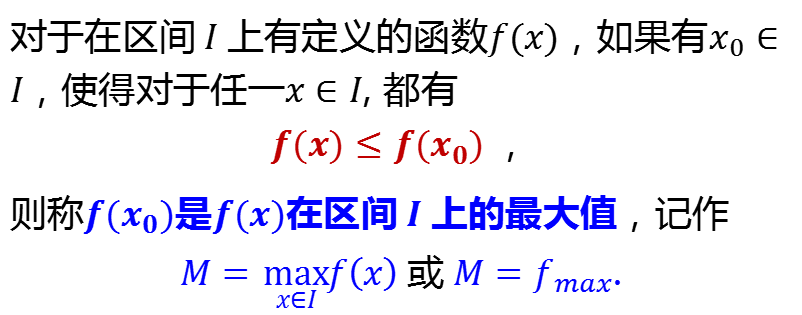 对于在区间 I 上有定义的函数f(x)，如果有x₀ ∈
I，使得对于任一x ∈ I, 都有
f(x) ≤ f(x₀) ，
则称f(x₀)是f(x)在区间 I 上的最大值，记作
M = max f(x) 或 M = f_max.
x∈I